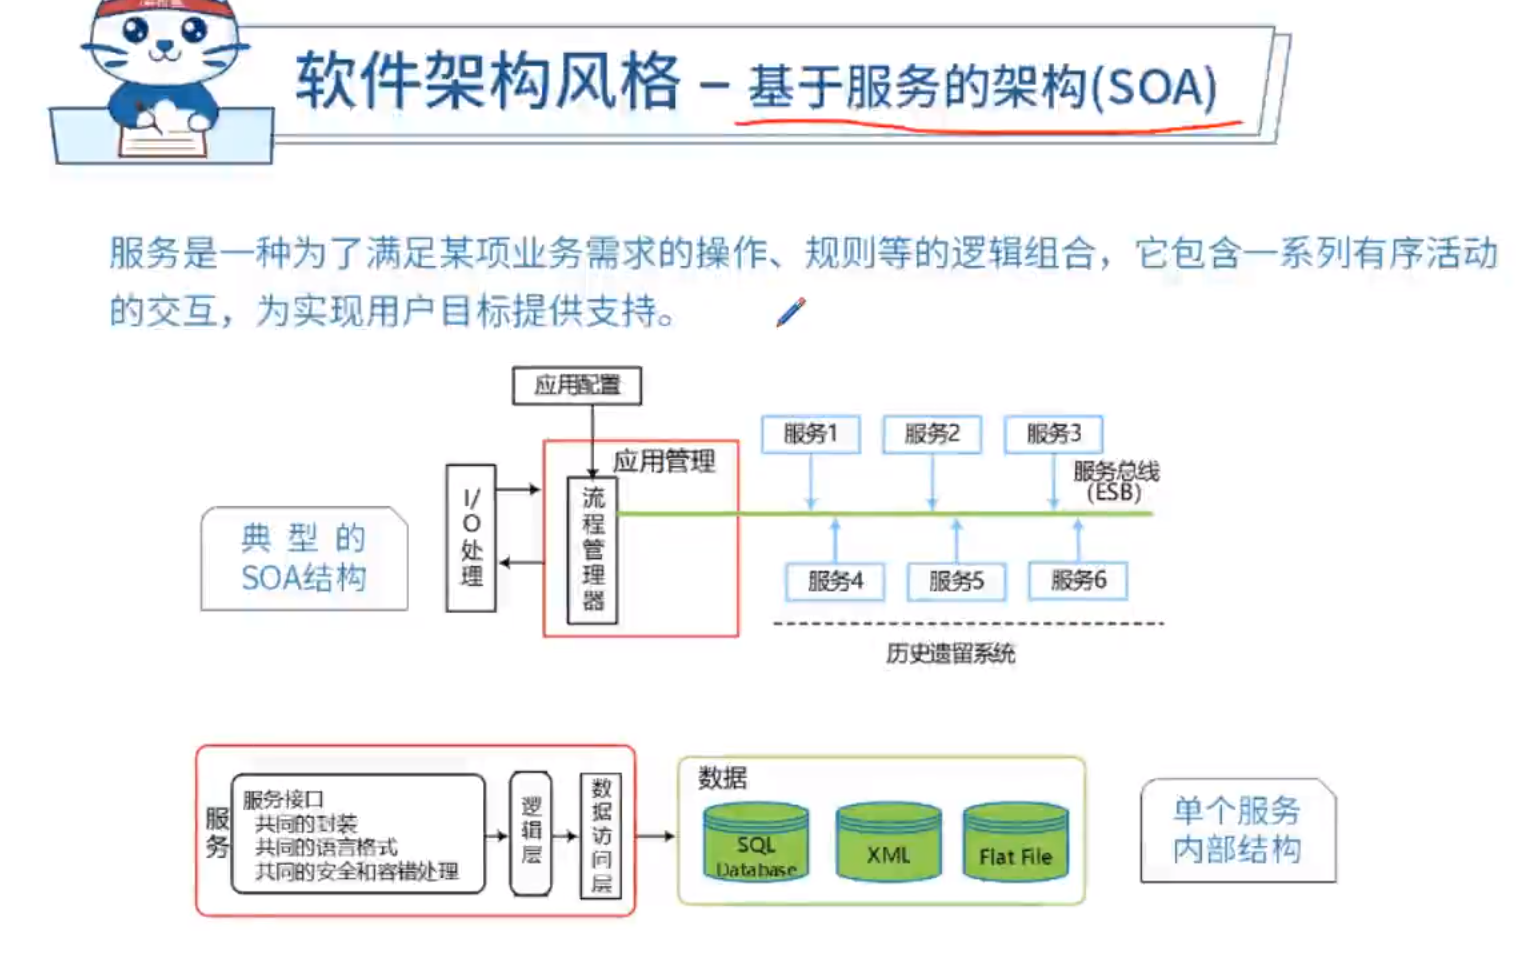 软件架构风格 – 基于服务的架构(SOA)
服务是一种为了满足某项业务需求的操作、规则等的逻辑组合，它包含一系列有序活动
的交互，为实现用户目标提供支持。
应用配置
应用管理
流程管理器
I/O处理
服务1
服务2
服务3
服务总线
(ESB)
典 型 的
SOA结构
服务4
服务5
服务6
历史遗留系统
服务
服务接口
共同的封装
共同的语言格式
共同的安全和容错处理
逻辑层
数据访问层
数据
SQL
Database
XML
Flat File
单个服务
内部结构